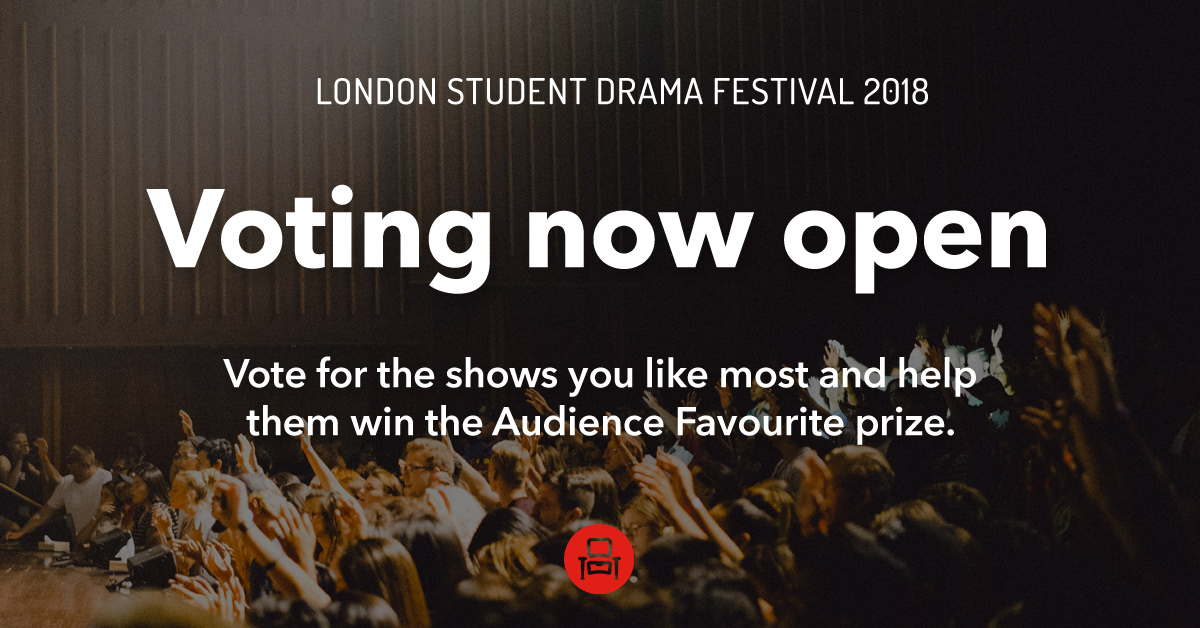 LONDON STUDENT DRAMA FESTIVAL 2018
Voting now open
Vote for the shows you like most and help
them win the Audience Favourite prize.